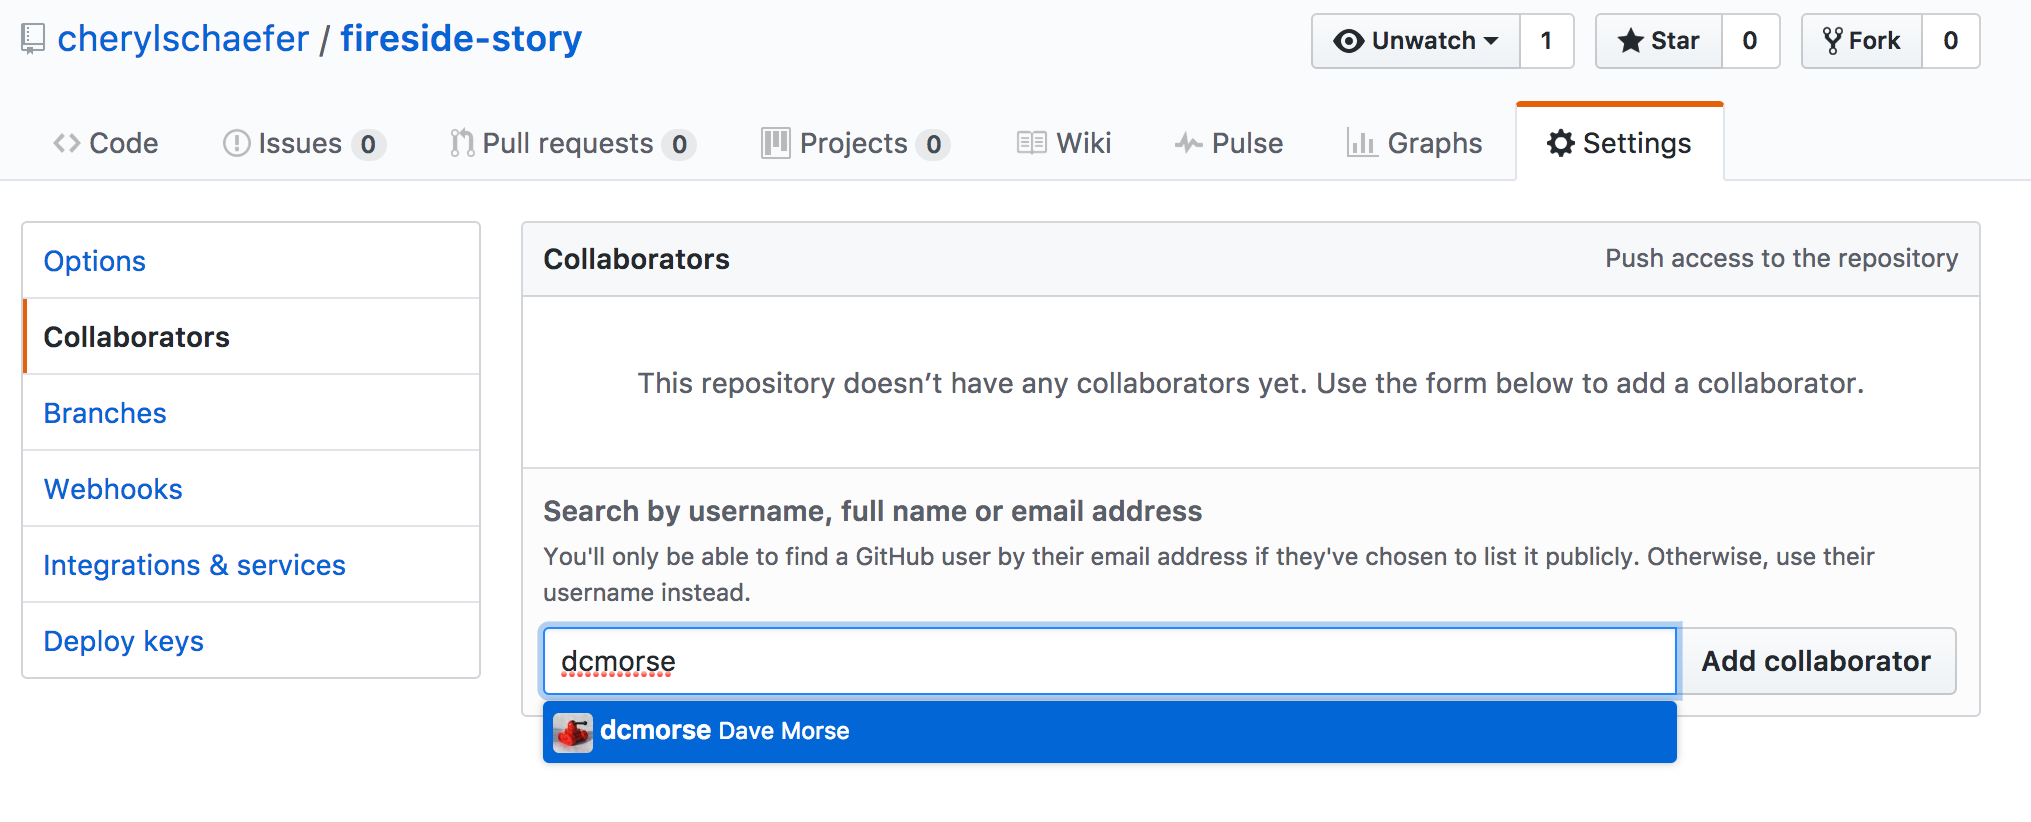 cherylschaefer / fireside-story
Unwatch 1 Star 0 Fork 0
Code Issues 0 Pull requests 0 Projects 0 Wiki Pulse Graphs Settings
Options
Collaborators
Branches
Webhooks
Integrations & services
Deploy keys
Collaborators Push access to the repository
This repository doesn’t have any collaborators yet. Use the form below to add a collaborator.
Search by username, full name or email address
You'll only be able to find a GitHub user by their email address if they've chosen to list it publicly. Otherwise, use their
username instead.
dcmorse Add collaborator
dcmorse Dave Morse